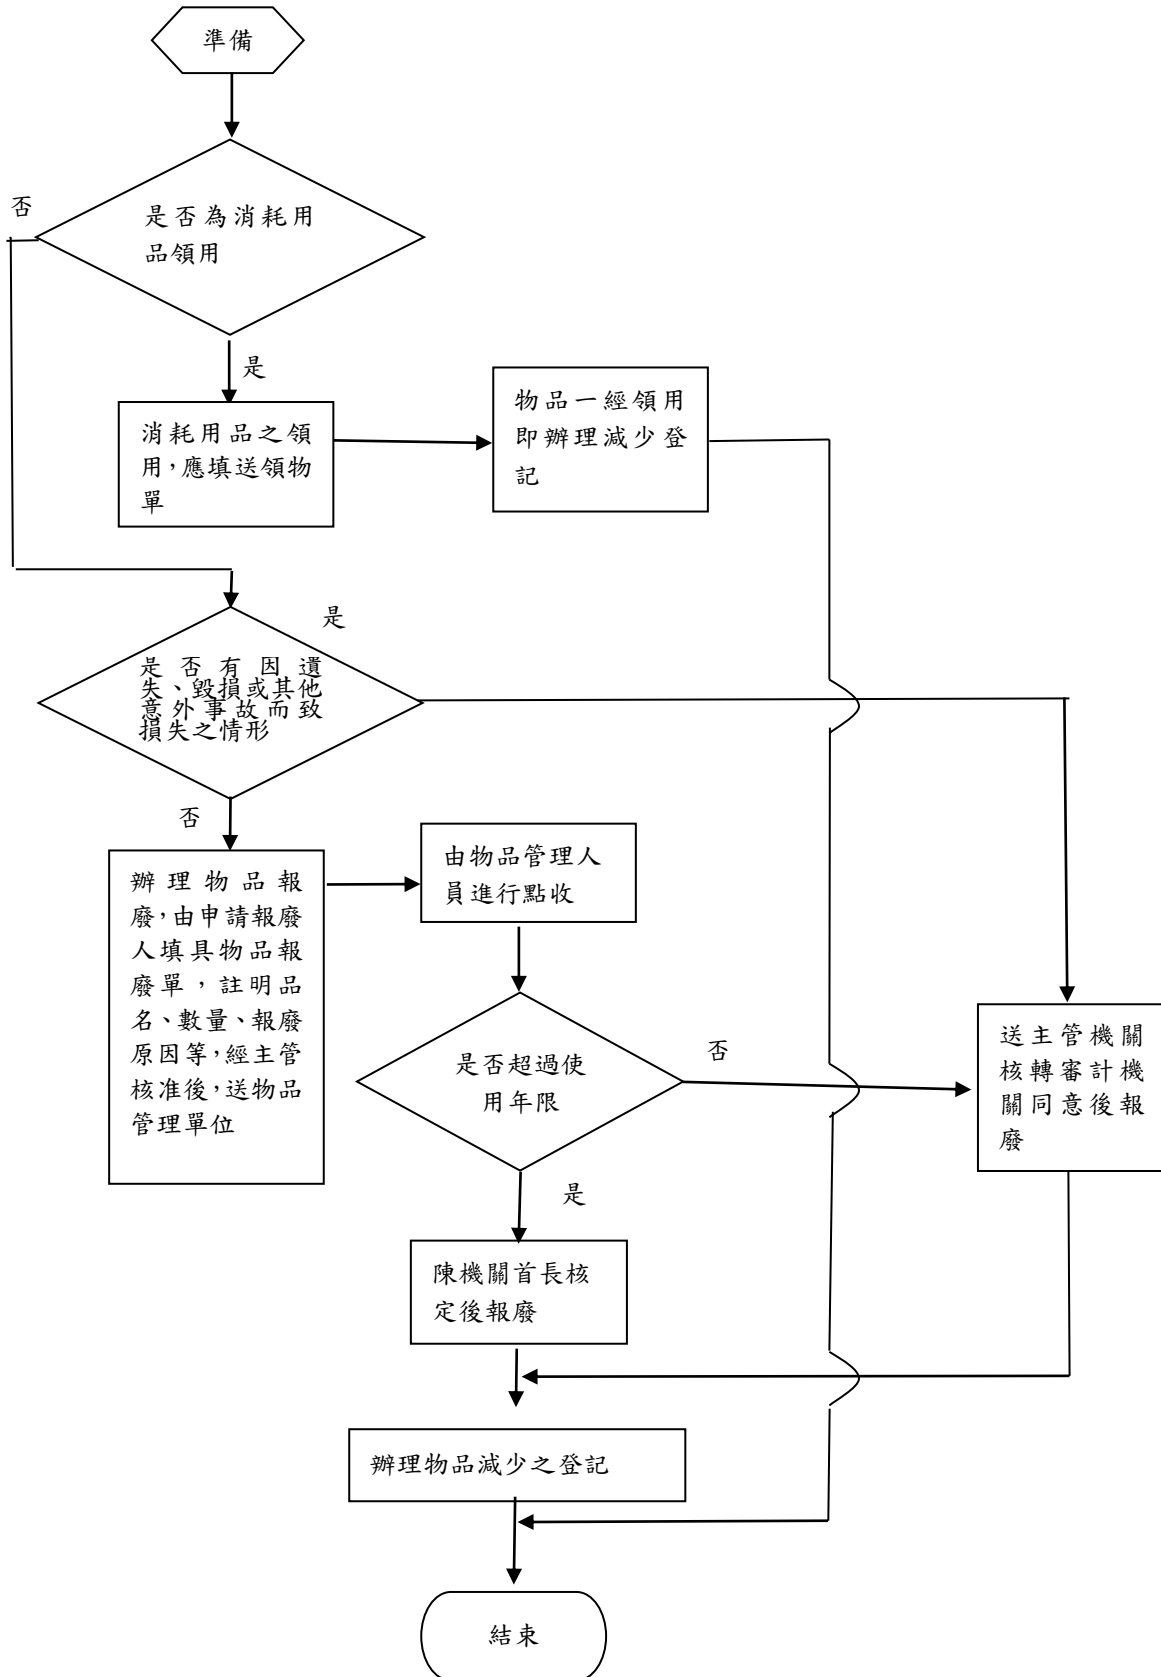 準備
否
是否為消耗用
品領用
是
消耗用品之領
用，應填送領物
單
物品一經領用
即辦理減少登
記
是
是否有因遺
失、毀損或其他
意外事故而致
損失之情形
否
辦理物品報
廢，由申請報廢
人填具物品報
廢單，註明品
名、數量、報廢
原因等，經主管
核准後，送物品
管理單位
由物品管理人
員進行點收
是否超過使
用年限
否
送主管機關
核轉審計機
關同意後報
廢
是
陳機關首長核
定後報廢
辦理物品減少之登記
結束